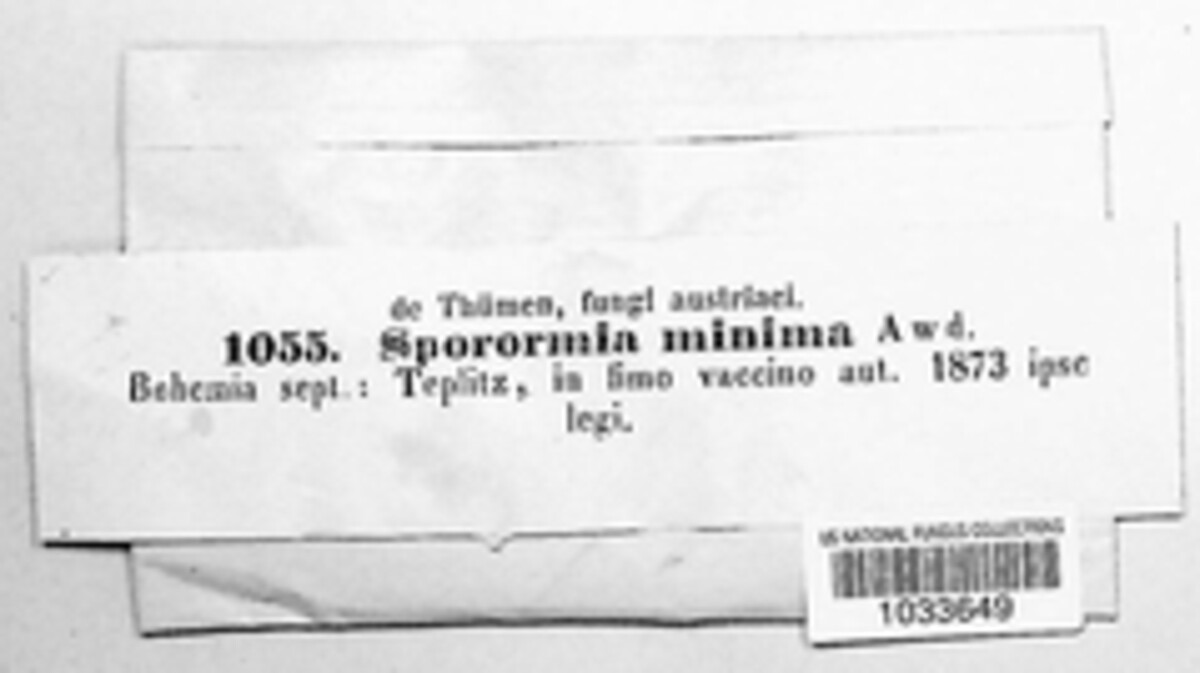 de Thümen, fungi austriaci.
1055. Sporormia minima Awd.
Bohemia sept.: Teplitz, in fimo vaccino aut. 1873 ipse
legi.
US NATIONAL FUNGUS COLLECTIONS
1033649